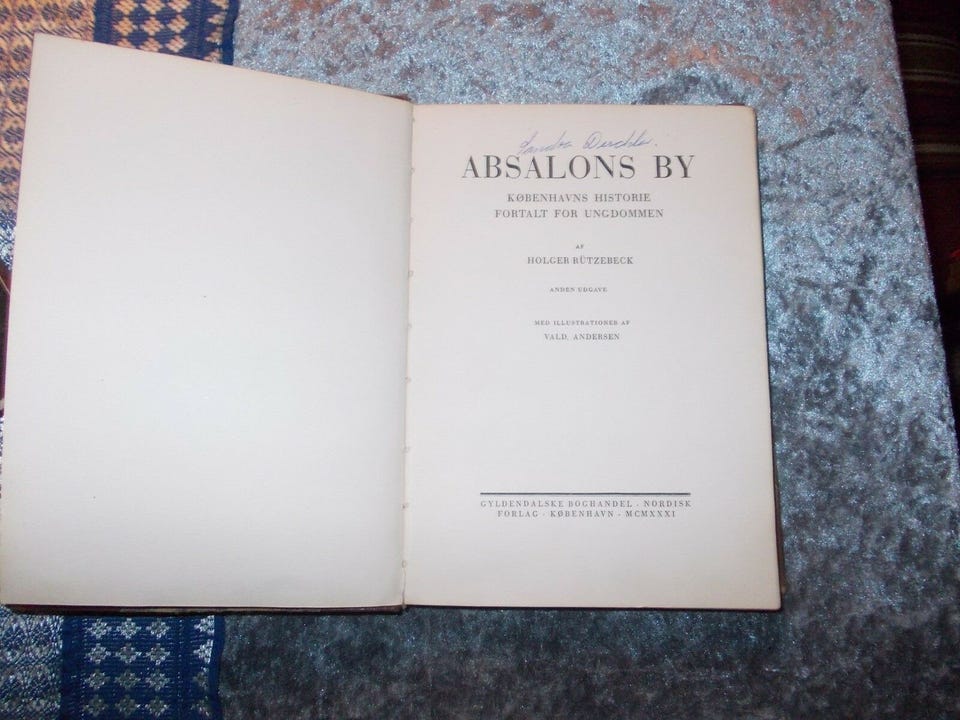 ABSALONS BY
KØBENHAVNS HISTORIE
FORTALT FOR UNGDOMMEN
AF
HOLGER RÜTZEBECK
ANDEN UDGAVE
MED ILLUSTRATIONER AF
VALD. ANDERSEN
GYLDENDALSKE BOGHANDEL · NORDISK
FORLAG · KØBENHAVN · MCMXXXI